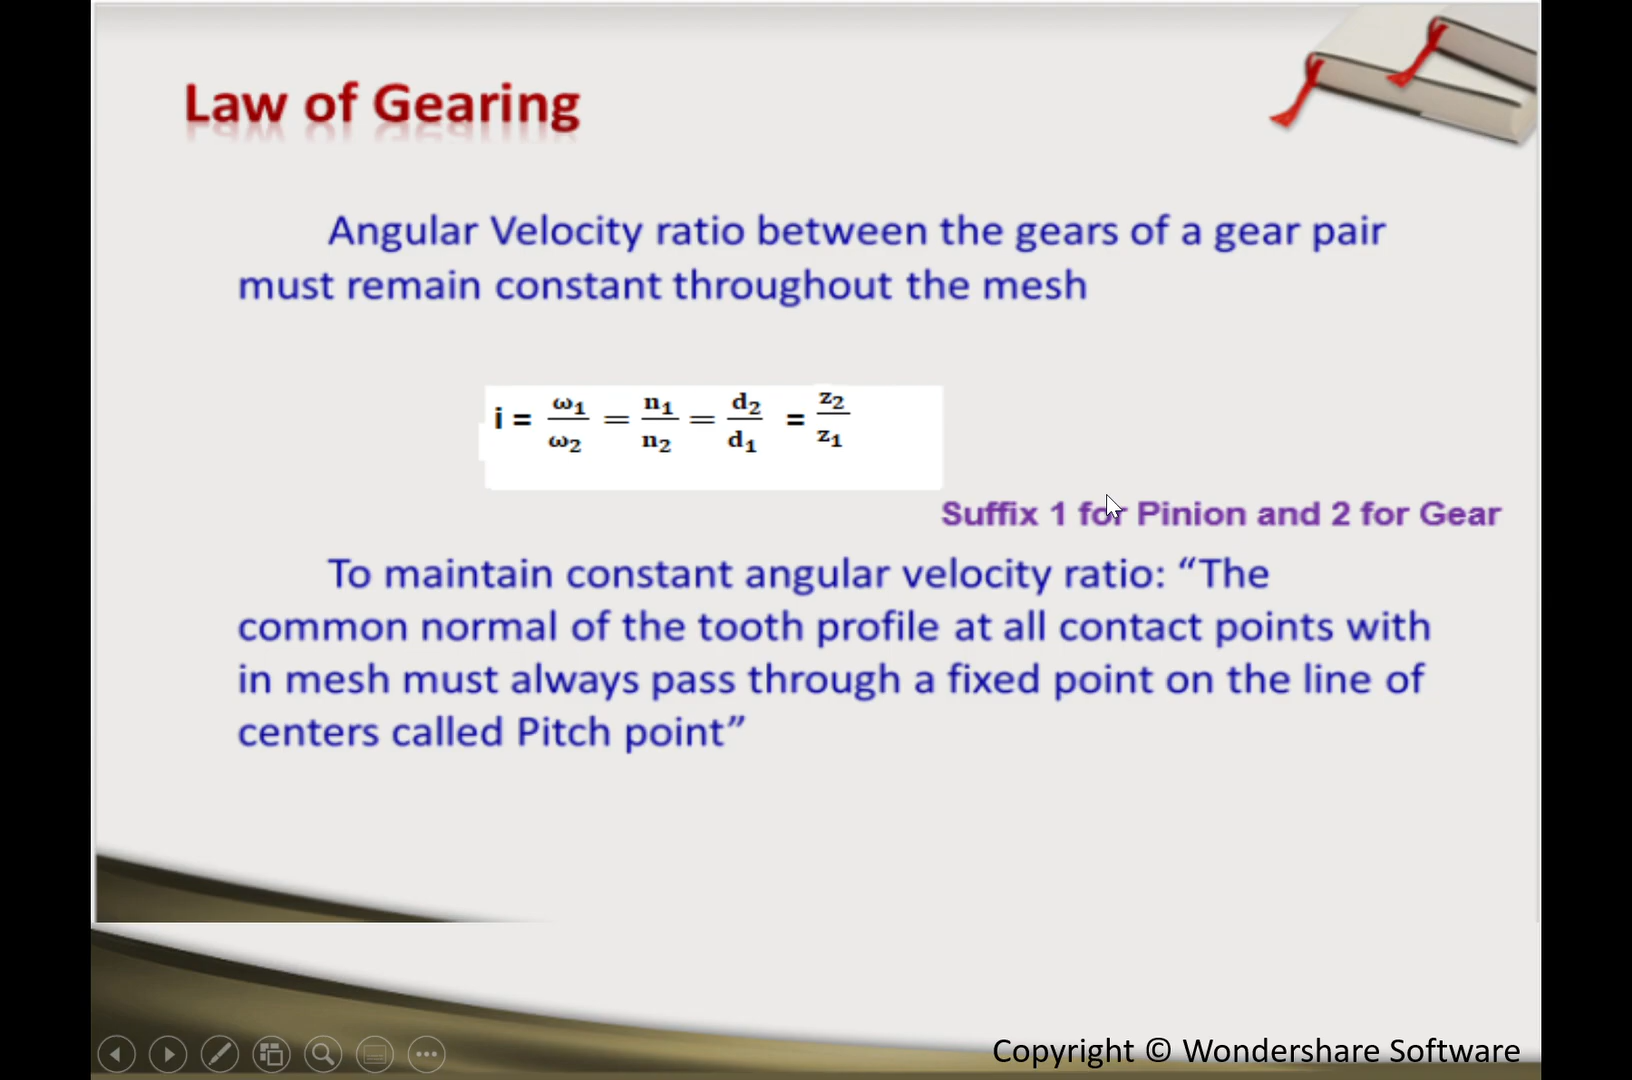 Law of Gearing
Angular Velocity ratio between the gears of a gear pair
must remain constant throughout the mesh
i = ω₁/ω₂ = n₁/n₂ = d₂/d₁ = z₂/z₁
Suffix 1 for Pinion and 2 for Gear
To maintain constant angular velocity ratio: “The
common normal of the tooth profile at all contact points with
in mesh must always pass through a fixed point on the line of
centers called Pitch point”
Copyright © Wondershare Software